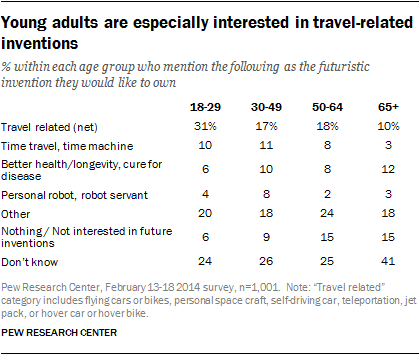 Young adults are especially interested in travel-related
inventions
% within each age group who mention the following as the futuristic
invention they would like to own
18-29 30-49 50-64 65+
Travel related (net) 31% 17% 18% 10%
Time travel, time machine 10 11 8 3
Better health/longevity, cure for
disease 6 10 8 12
Personal robot, robot servant 4 8 2 3
Other 20 18 24 18
Nothing/ Not interested in future
inventions 6 9 15 15
Don't know 24 26 25 41
Pew Research Center, February 13-18 2014 survey, n=1,001. Note: "Travel related"
category includes flying cars or bikes, personal space craft, self-driving car, teleportation, jet
pack, or hover car or hover bike.
PEW RESEARCH CENTER